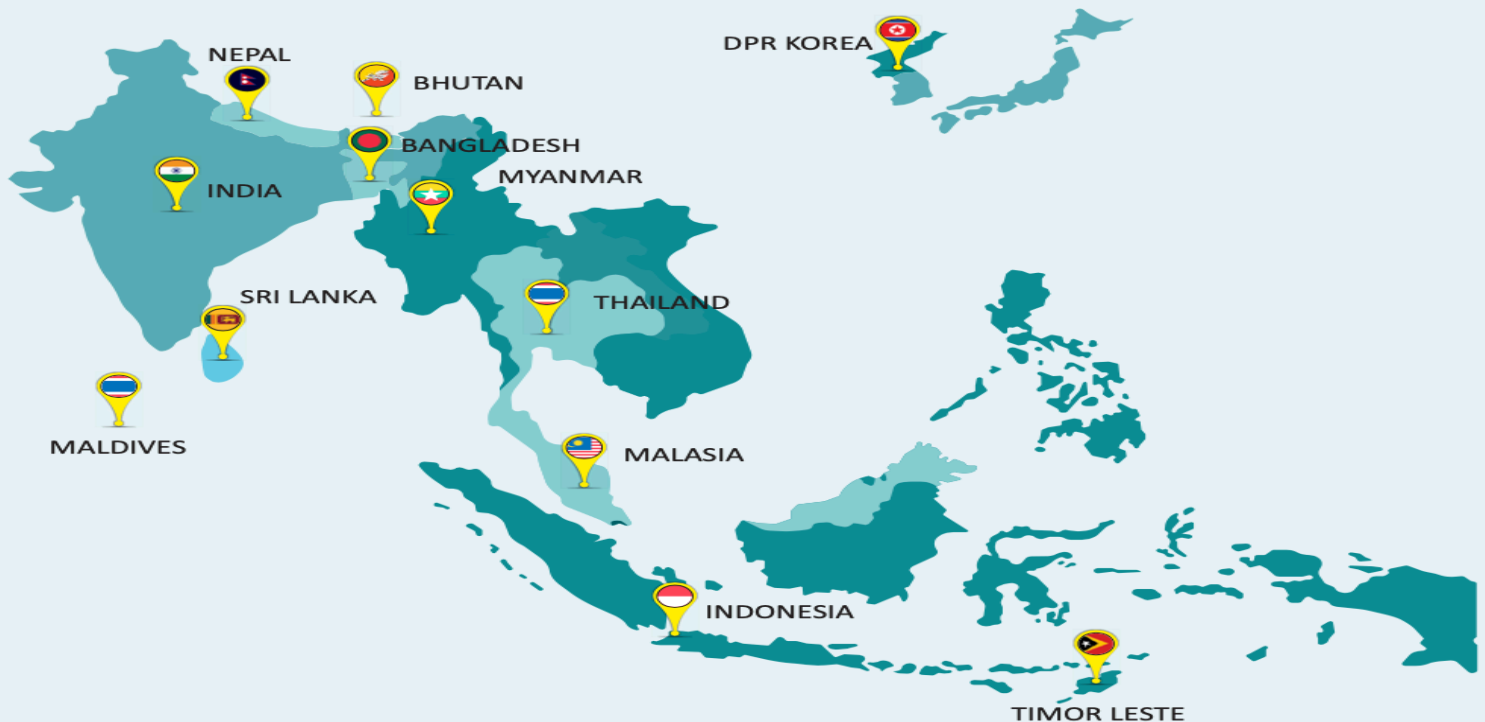 DPR KOREA
NEPAL
BHUTAN
BANGLADESH
MYANMAR
INDIA
SRI LANKA
THAILAND
MALDIVES
MALASIA
INDONESIA
TIMOR LESTE